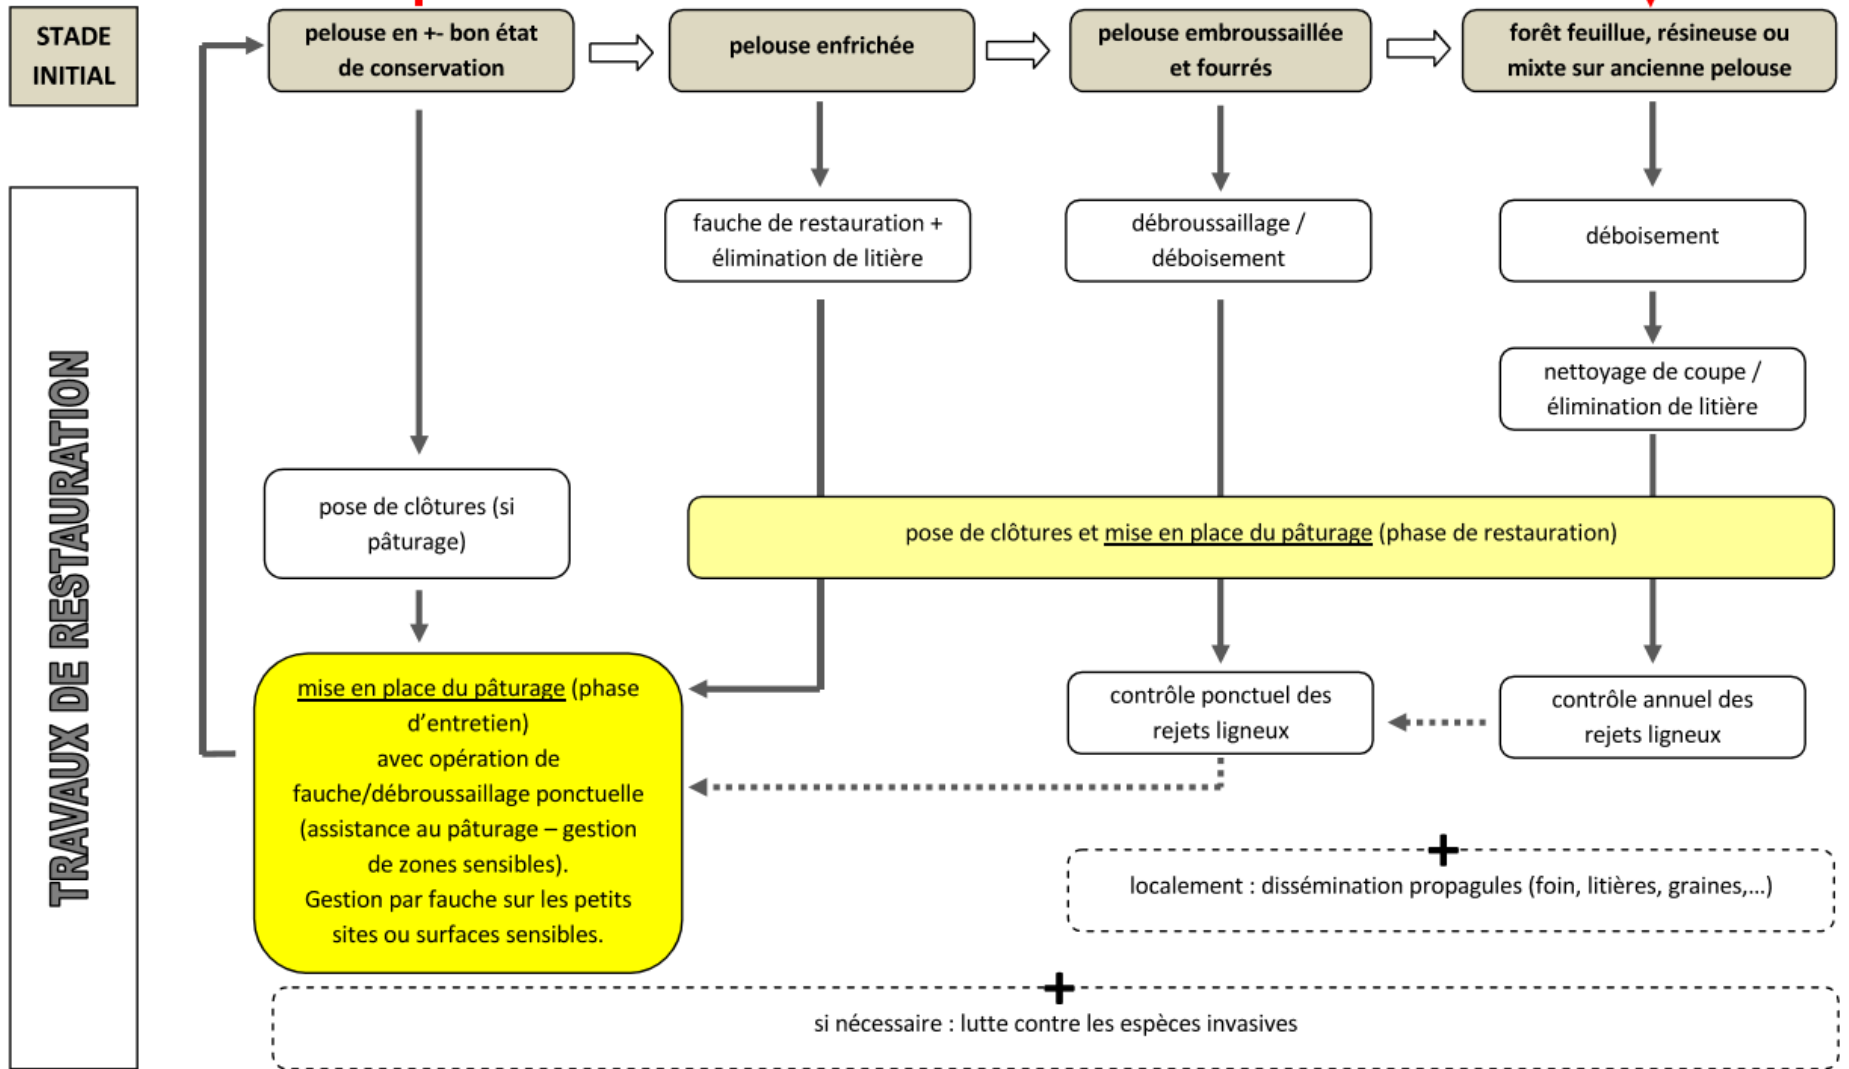 STADE
INITIAL
pelouse en +- bon état
de conservation
pelouse enfrichée
pelouse embroussaillée
et fourrés
forêt feuillue, résineuse ou
mixte sur ancienne pelouse
TRAVAUX DE RESTAURATION
fauche de restauration +
élimination de litière
débroussaillage /
déboisement
déboisement
nettoyage de coupe /
élimination de litière
pose de clôtures (si
pâturage)
pose de clôtures et mise en place du pâturage (phase de restauration)
mise en place du pâturage (phase
d’entretien)
avec opération de
fauche/débroussaillage ponctuelle
(assistance au pâturage – gestion
de zones sensibles).
Gestion par fauche sur les petits
sites ou surfaces sensibles.
contrôle ponctuel des
rejets ligneux
contrôle annuel des
rejets ligneux
localement : dissémination propagules (foin, litières, graines,...)
si nécessaire : lutte contre les espèces invasives